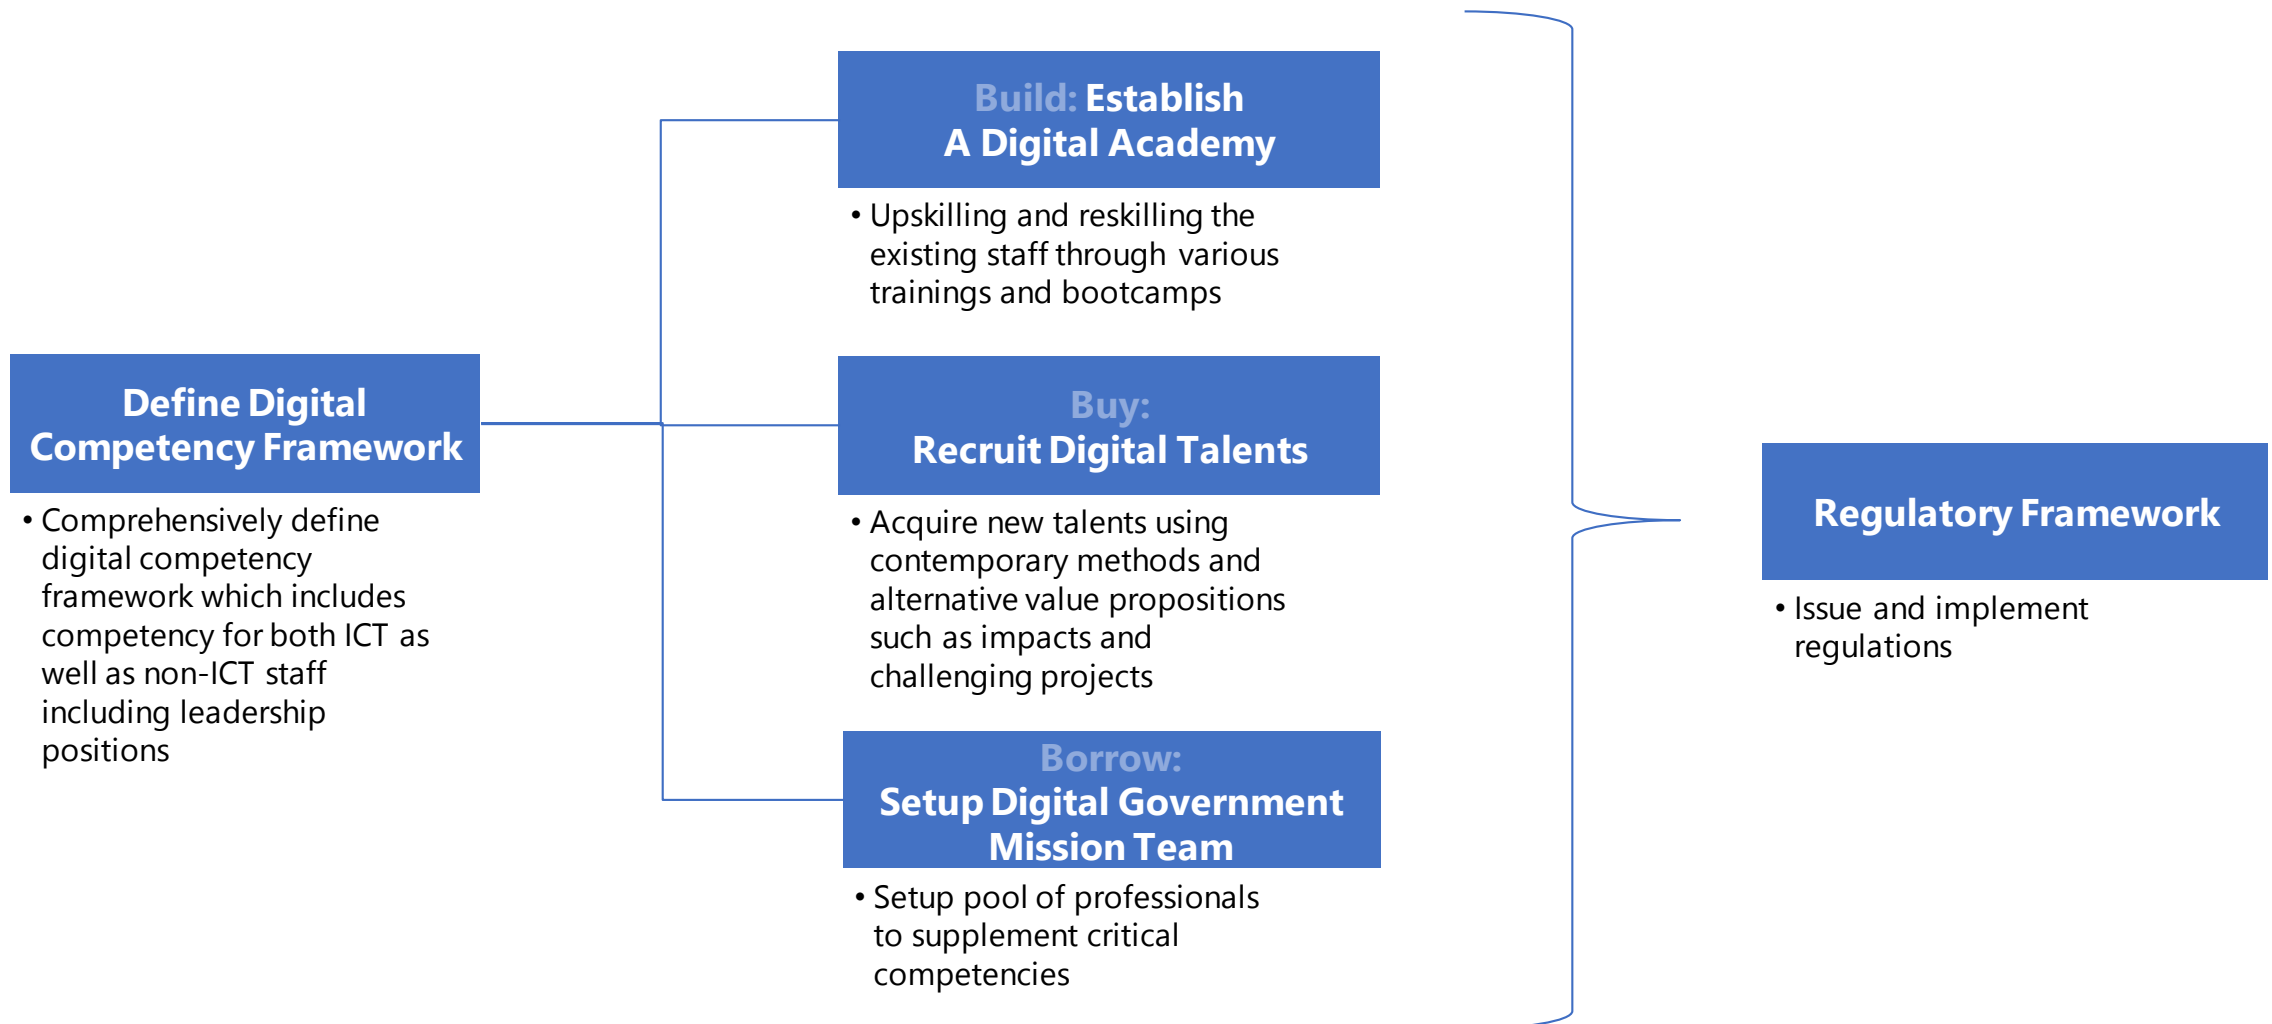 Define Digital
Competency Framework
• Comprehensively define
digital competency
framework which includes
competency for both ICT as
well as non-ICT staff
including leadership
positions
Build: Establish
A Digital Academy
• Upskilling and reskilling the
existing staff through various
trainings and bootcamps
Buy:
Recruit Digital Talents
• Acquire new talents using
contemporary methods and
alternative value propositions
such as impacts and
challenging projects
Borrow:
Setup Digital Government
Mission Team
• Setup pool of professionals
to supplement critical
competencies
Regulatory Framework
• Issue and implement
regulations